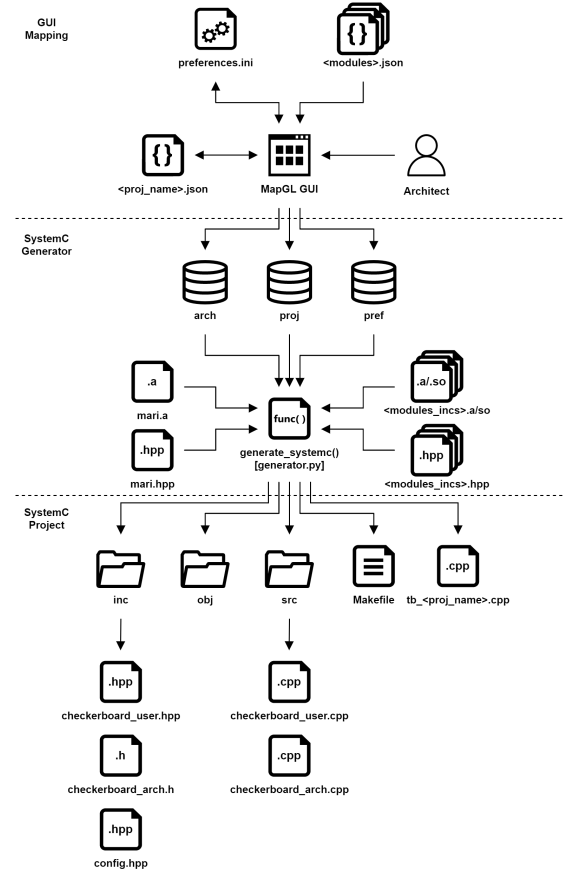 GUI
Mapping
preferences.ini
{ }
<modules>.json
{ }
<proj_name>.json
MapGL GUI
Architect
SystemC
Generator
arch
proj
pref
.a
mari.a
.a/.so
<modules_incs>.a/so
func( )
generate_systemc()
[generator.py]
.hpp
mari.hpp
.hpp
<modules_incs>.hpp
SystemC
Project
inc
obj
src
Makefile
.cpp
tb_<proj_name>.cpp
.hpp
checkerboard_user.hpp
.cpp
checkerboard_user.cpp
.h
checkerboard_arch.h
.cpp
checkerboard_arch.cpp
.hpp
config.hpp